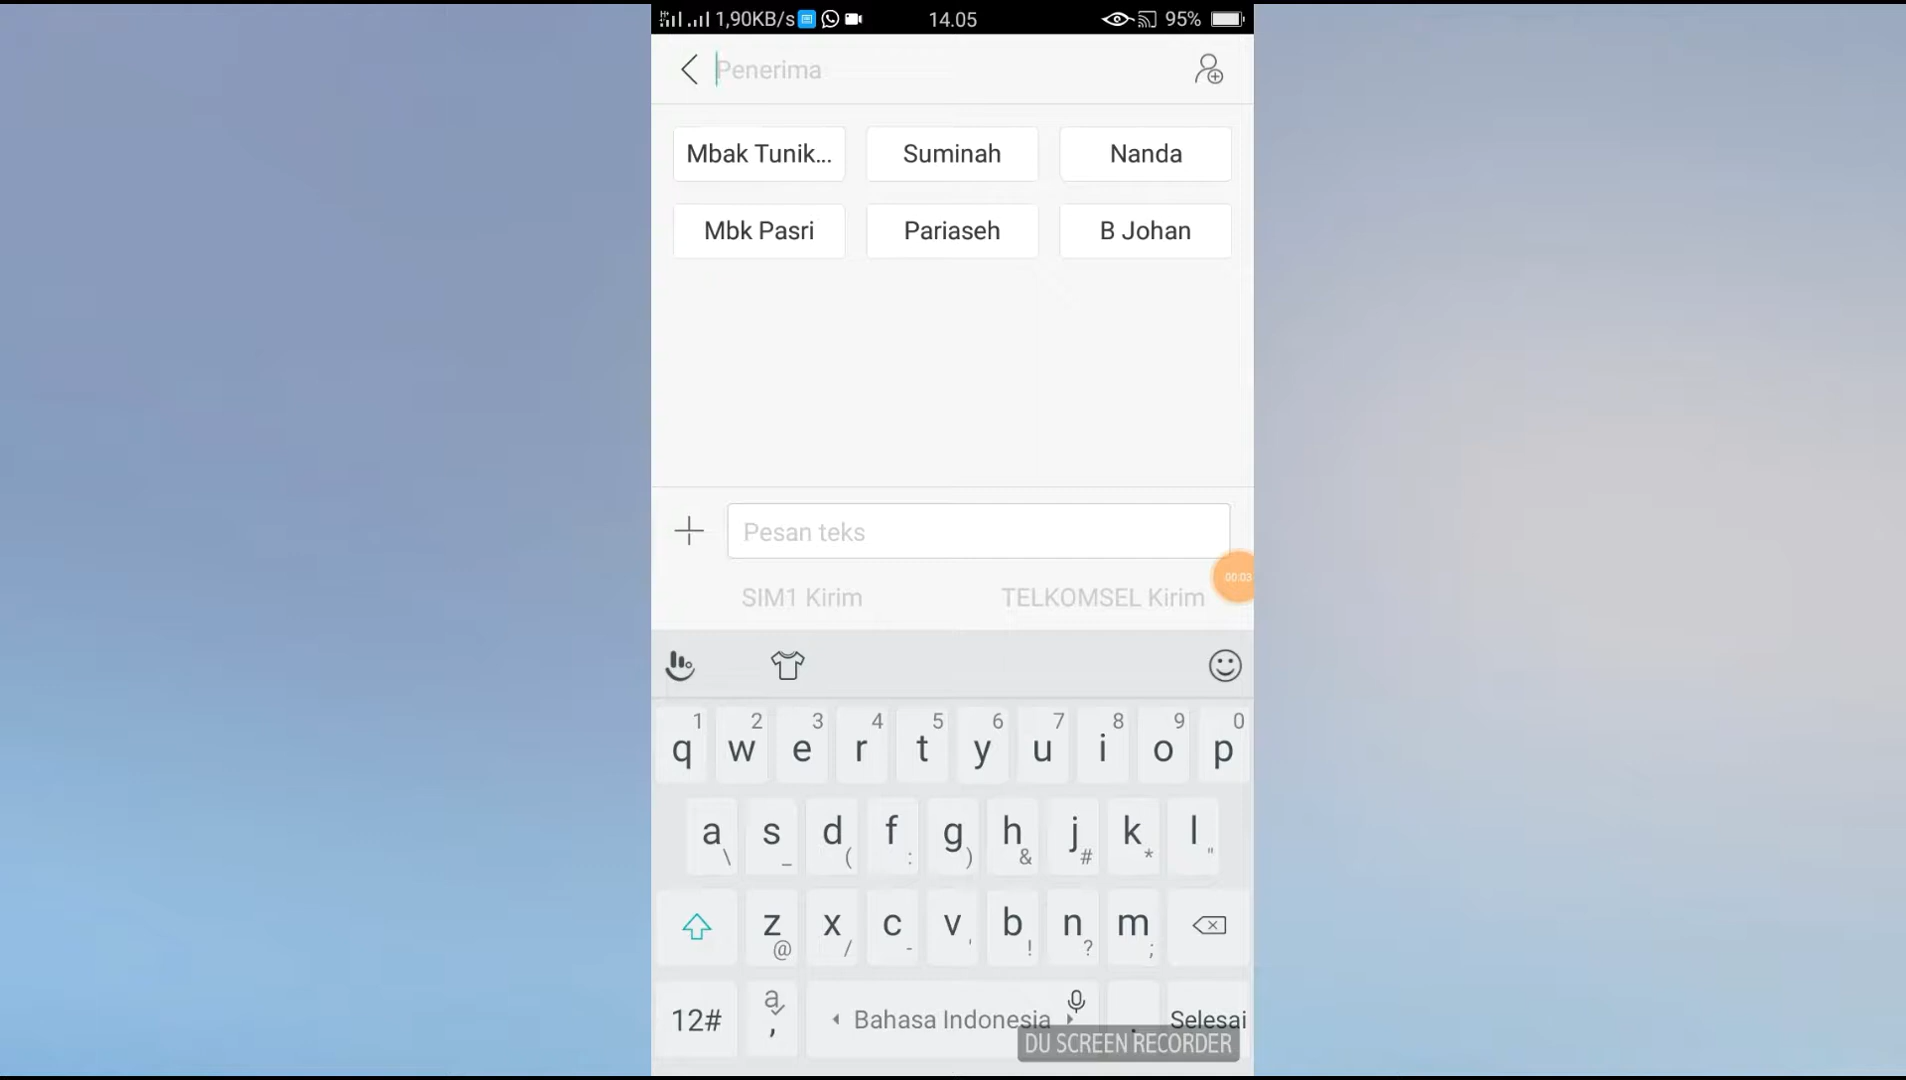 1,90KB/s 14.05 95%
Penerima
Mbak Tunik... Suminah Nanda
Mbk Pasri Pariaseh B Johan
Pesan teks
00:03
SIM1 Kirim TELKOMSEL Kirim
1 2 3 4 5 6 7 8 9 0
q w e r t y u i o p
a s d f g h j k l
\ _ ( : ) & # * "
z x c v b n m
@ / - ' ! ? ;
12# a , Bahasa Indonesia . Selesai
DU SCREEN RECORDER